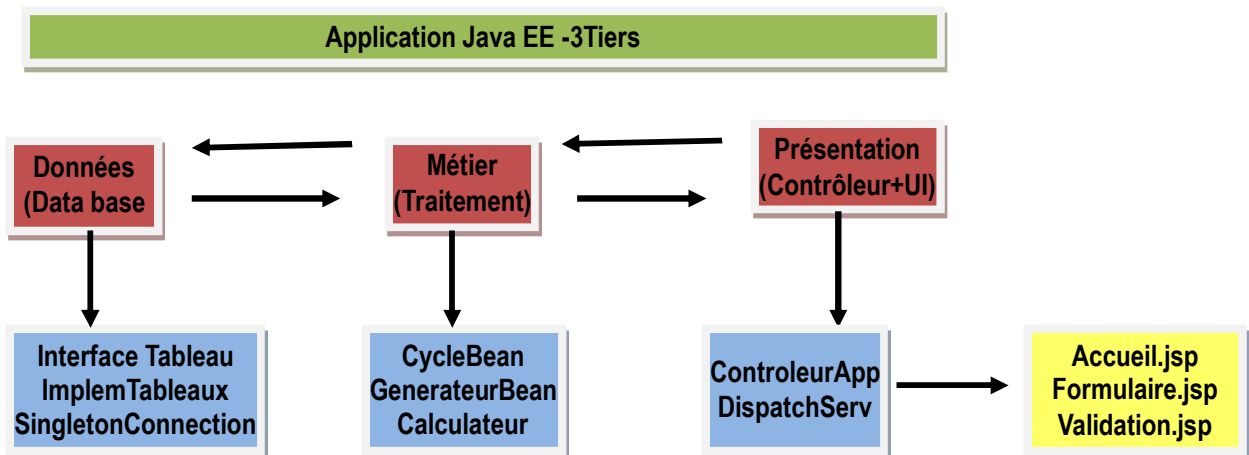 Application Java EE -3Tiers
Données
(Data base
Métier
(Traitement)
Présentation
(Contrôleur+UI)
Interface Tableau
ImplemTableaux
SingletonConnection
CycleBean
GenerateurBean
Calculateur
ControleurApp
DispatchServ
Accueil.jsp
Formulaire.jsp
Validation.jsp